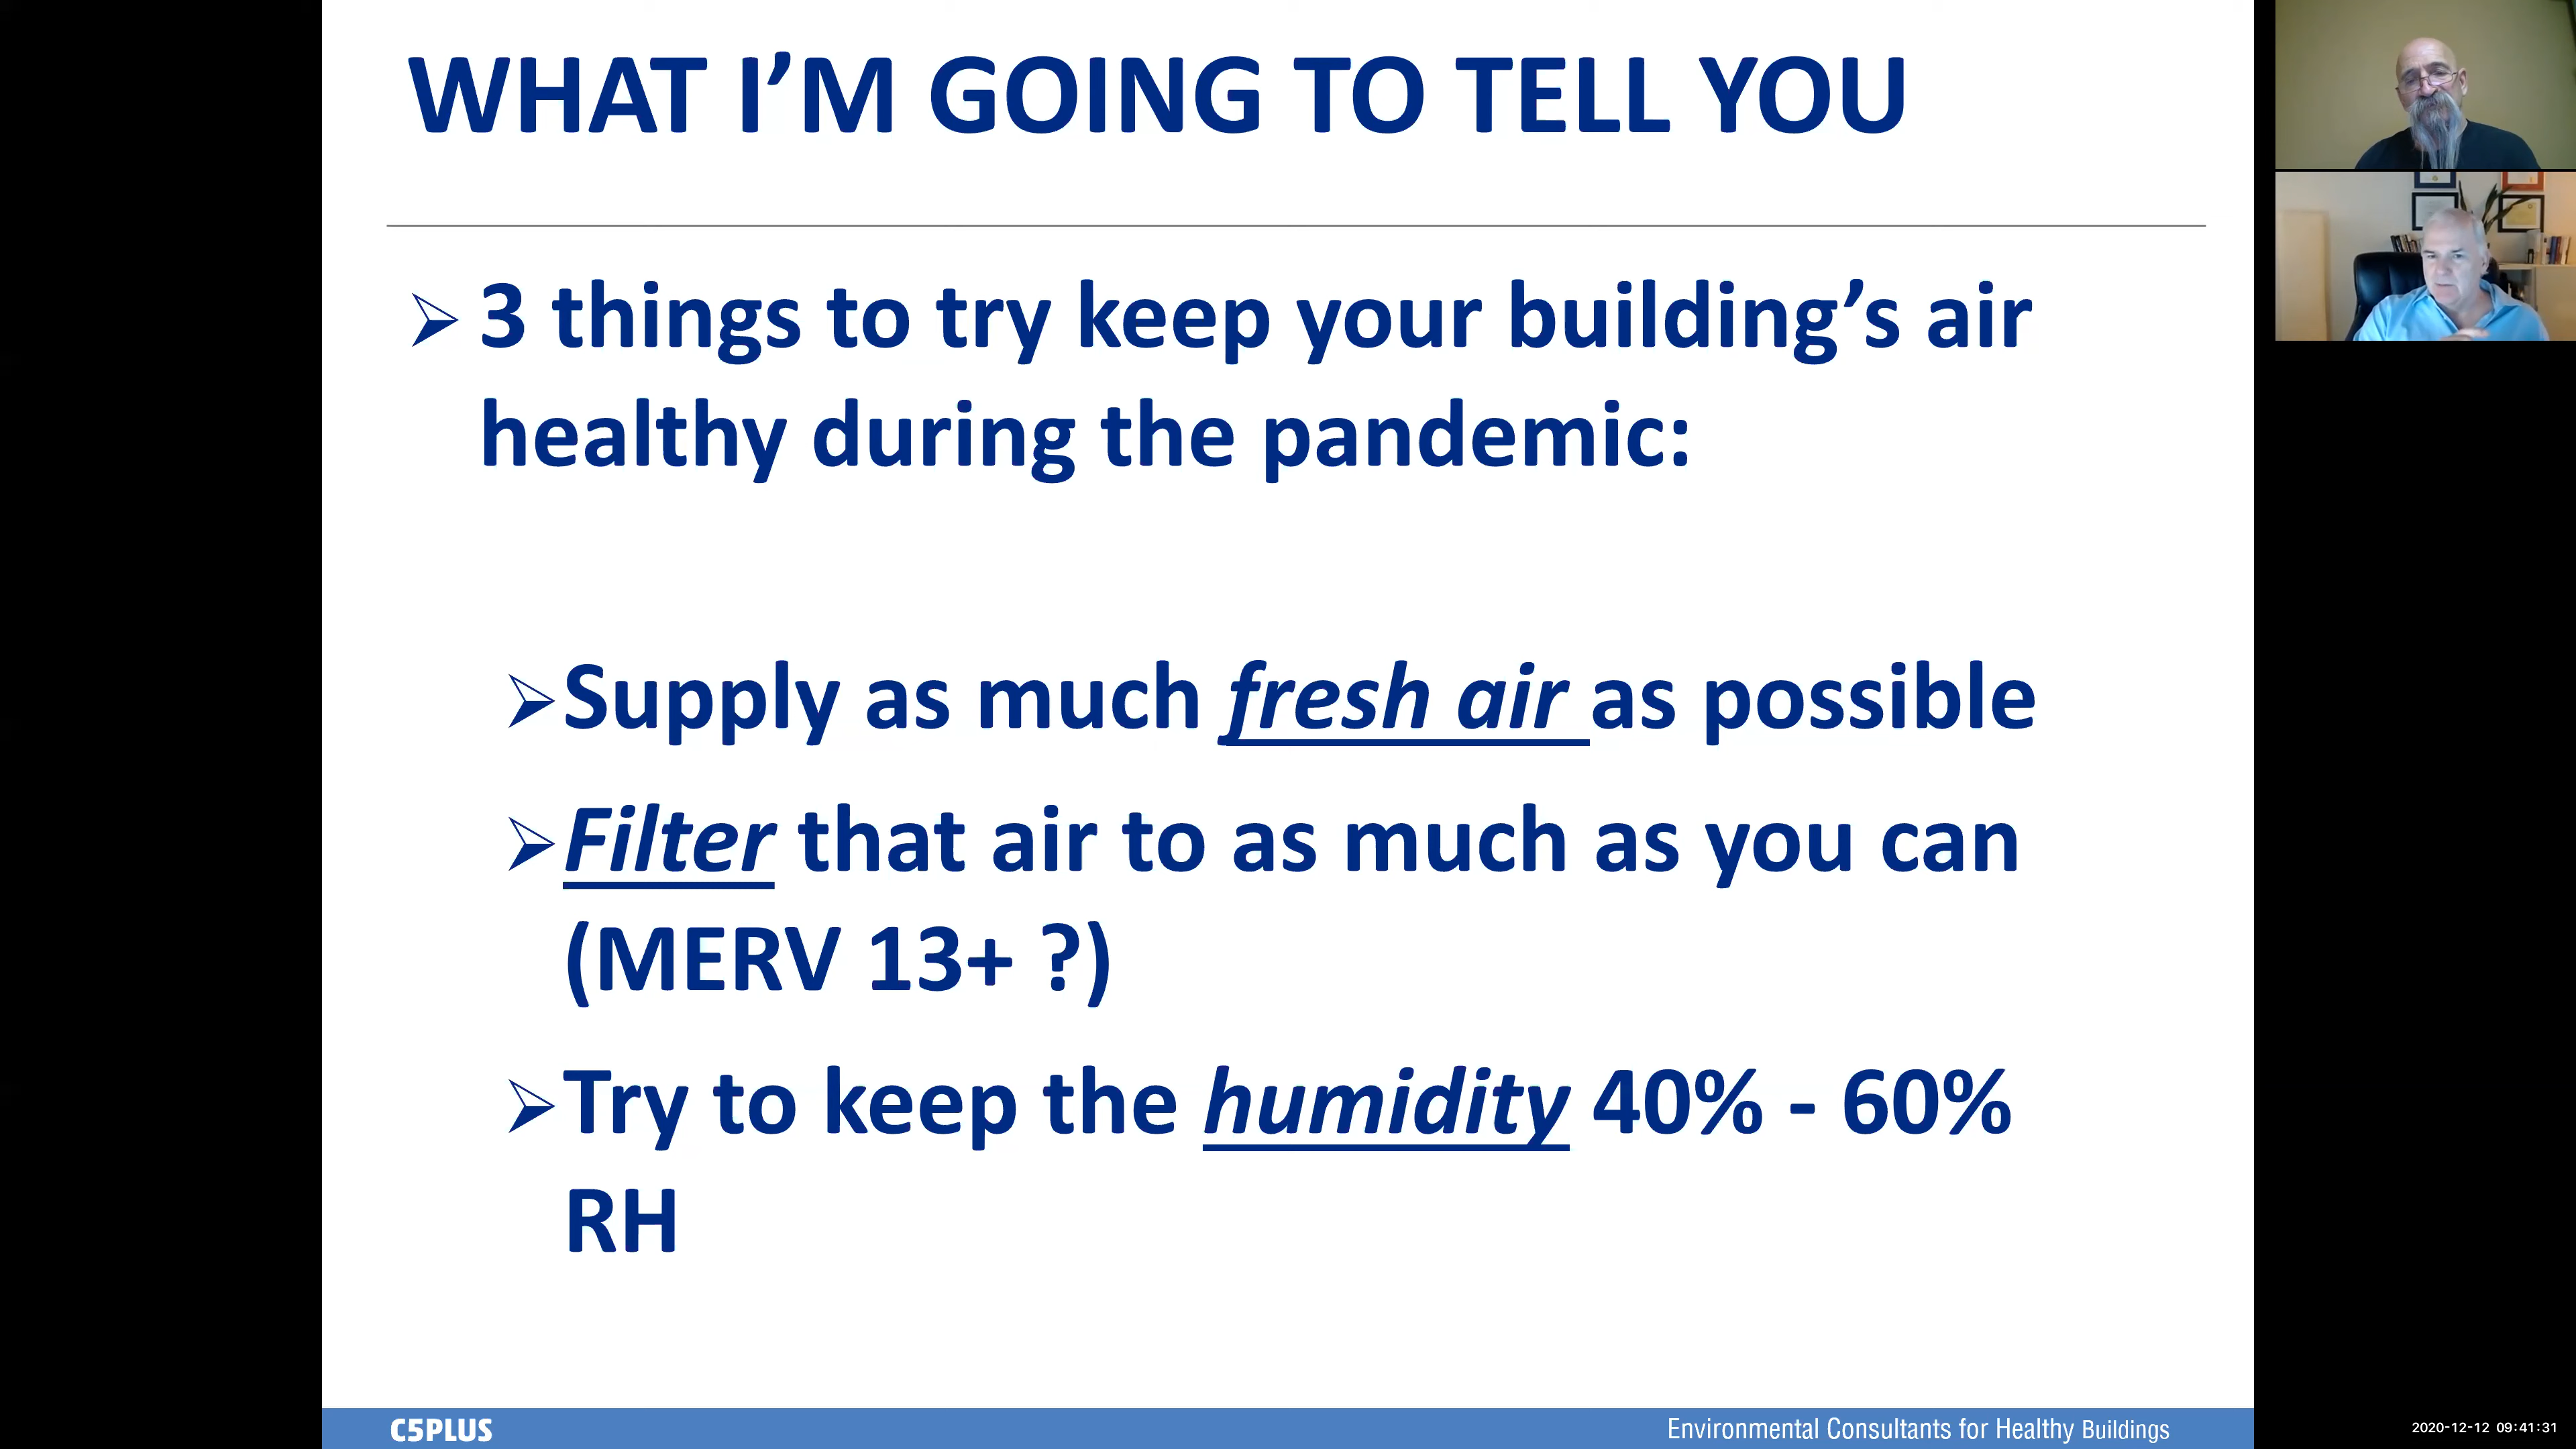 WHAT I’M GOING TO TELL YOU
3 things to try keep your building’s air
healthy during the pandemic:
Supply as much fresh air as possible
Filter that air to as much as you can
(MERV 13+ ?)
Try to keep the humidity 40% - 60%
RH
C5PLUS
Environmental Consultants for Healthy Buildings
2020-12-12 09:41:31